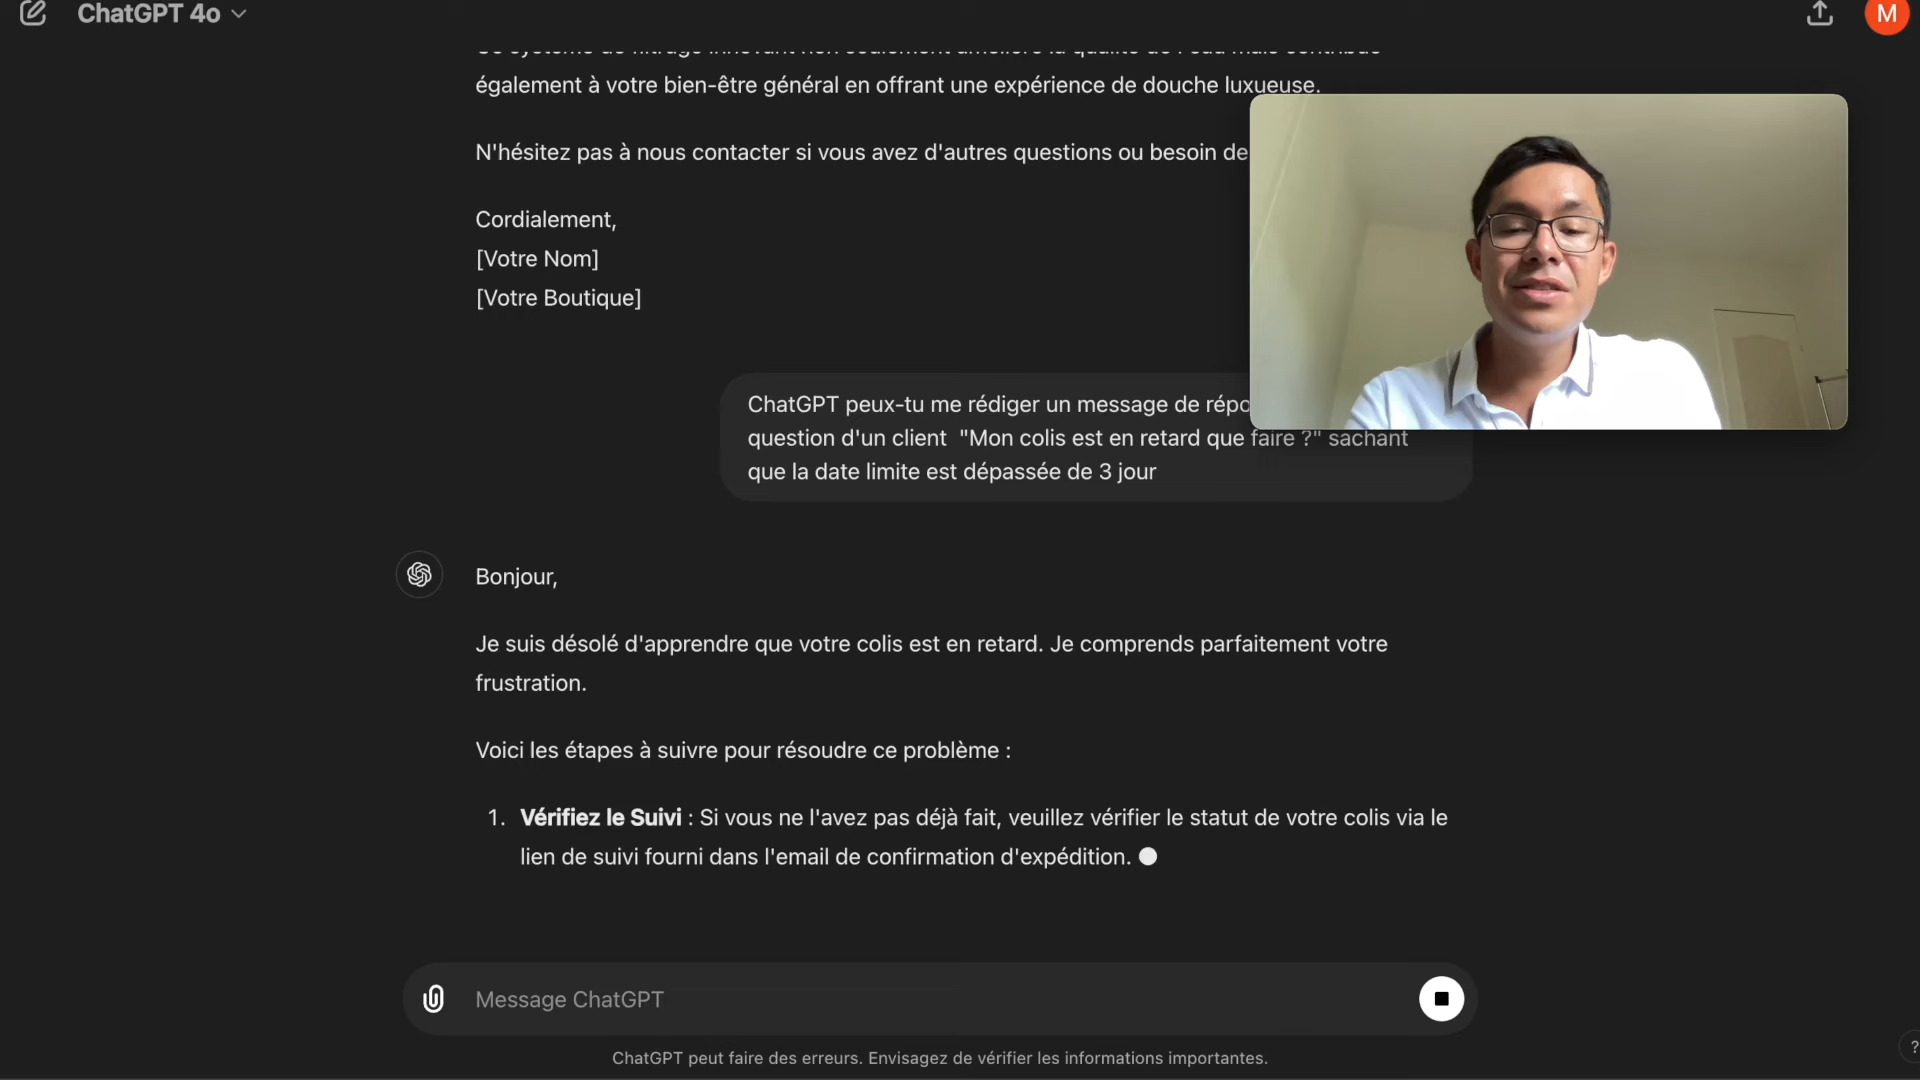 ChatGPT 4o
M
également à votre bien-être général en offrant une expérience de douche luxueuse.
N'hésitez pas à nous contacter si vous avez d'autres questions ou besoin de
Cordialement,
[Votre Nom]
[Votre Boutique]
ChatGPT peux-tu me rédiger un message de répo
question d'un client "Mon colis est en retard que faire ?" sachant
que la date limite est dépassée de 3 jour
Bonjour,
Je suis désolé d'apprendre que votre colis est en retard. Je comprends parfaitement votre
frustration.
Voici les étapes à suivre pour résoudre ce problème :
1. Vérifiez le Suivi : Si vous ne l'avez pas déjà fait, veuillez vérifier le statut de votre colis via le
lien de suivi fourni dans l'email de confirmation d'expédition.
Message ChatGPT
ChatGPT peut faire des erreurs. Envisagez de vérifier les informations importantes.
?